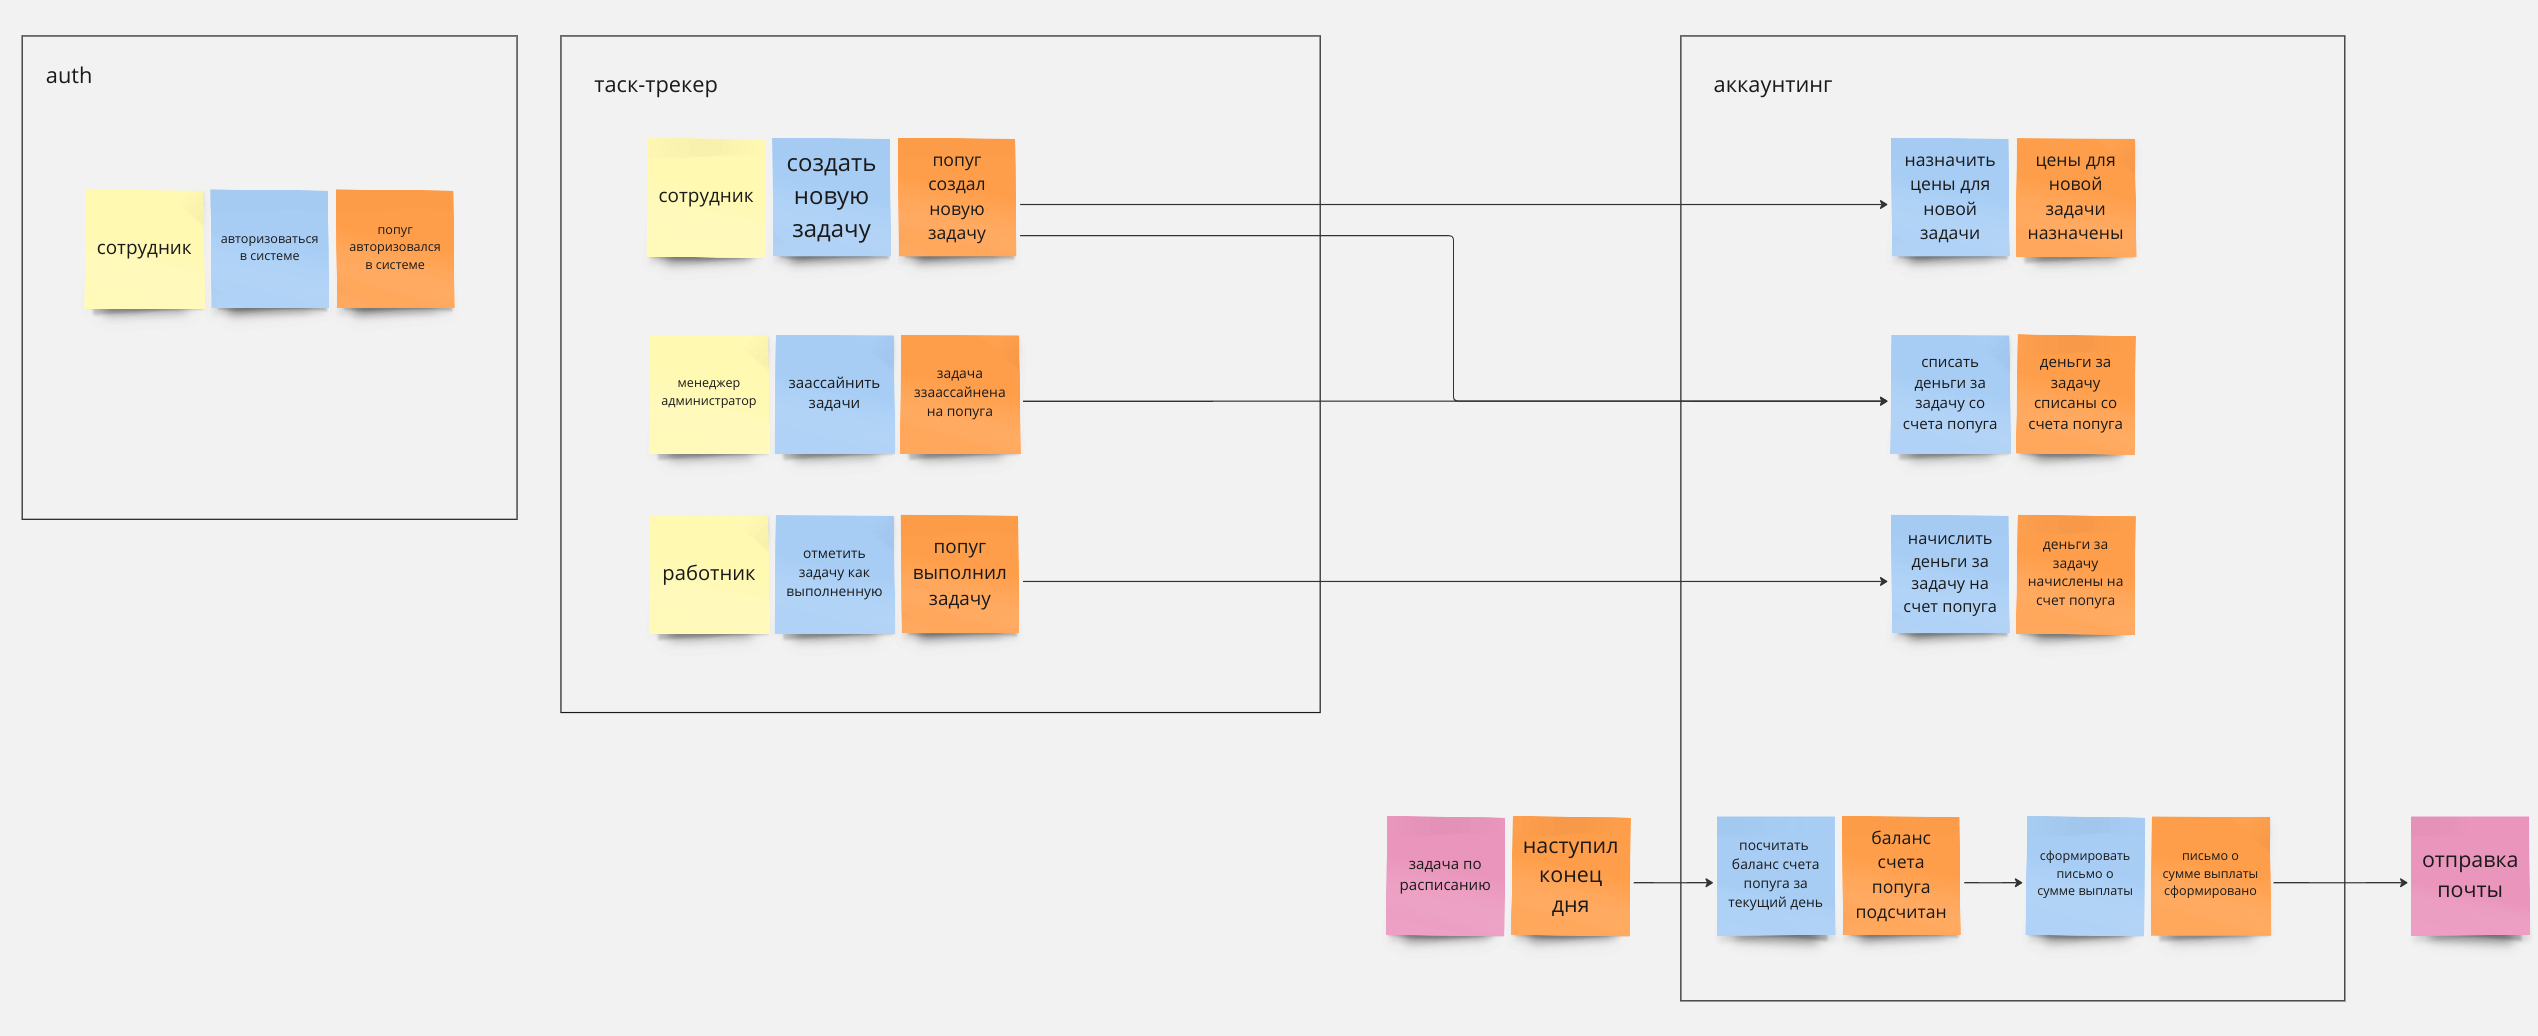 auth
сотрудник
авторизоваться
в системе
попуг
авторизовался
в системе
таск-трекер
сотрудник
создать
новую
задачу
попуг
создал
новую
задачу
менеджер
администратор
заассайнить
задачи
задача
ззаассайнена
на попуга
работник
отметить
задачу как
выполненную
попуг
выполнил
задачу
аккаунтинг
назначить
цены для
новой
задачи
цены для
новой
задачи
назначены
списать
деньги за
задачу со
счета попуга
деньги за
задачу
списаны со
счета попуга
начислить
деньги за
задачу на
счет попуга
деньги за
задачу
начислены на
счет попуга
задача по
расписанию
наступил
конец
дня
посчитать
баланс счета
попуга за
текущий день
баланс
счета
попуга
подсчитан
сформировать
письмо о
сумме выплаты
письмо о
сумме выплаты
сформировано
отправка
почты